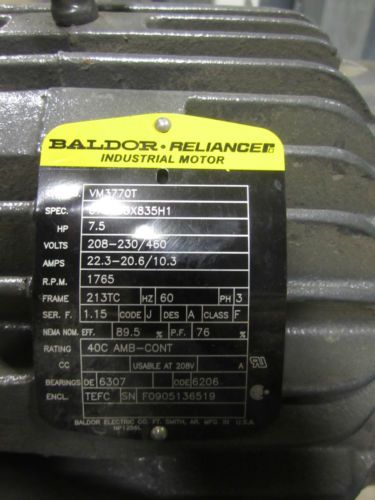 BALDOR • RELIANCE
INDUSTRIAL MOTOR
VM3770T
SPEC. X835H1
HP 7.5
VOLTS 208-230/460
AMPS 22.3-20.6/10.3
R.P.M. 1765
FRAME 213TC HZ 60 PH 3
SER. F. 1.15 CODE J DES A CLASS F
NEMA NOM. EFF. 89.5 % P.F. 76 %
RATING 40C AMB-CONT
CC USABLE AT 208V A
BEARINGS DE 6307 ODE 6206
ENCL. TEFC SN F0905136519
BALDOR ELECTRIC CO. FT. SMITH, AR. MFG. IN U.S.A.